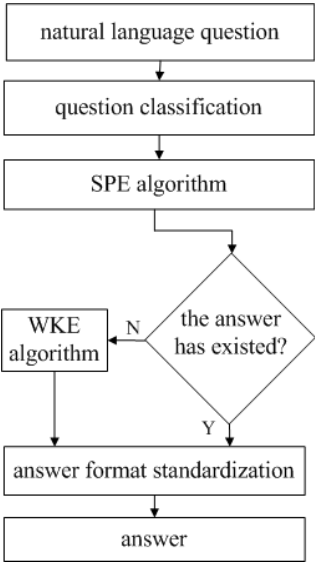 natural language question
question classification
SPE algorithm
the answer
has existed?
N
WKE
algorithm
Y
answer format standardization
answer